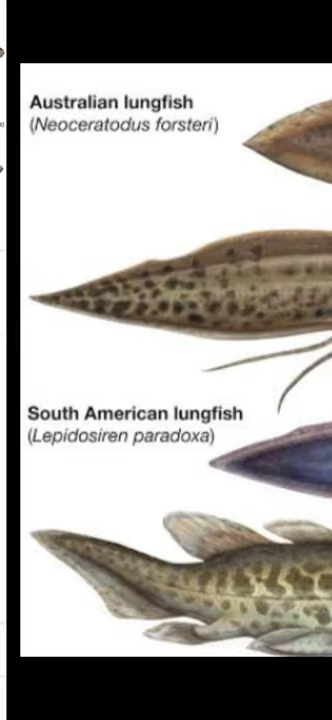 Australian lungfish
(Neoceratodus forsteri)
South American lungfish
(Lepidosiren paradoxa)